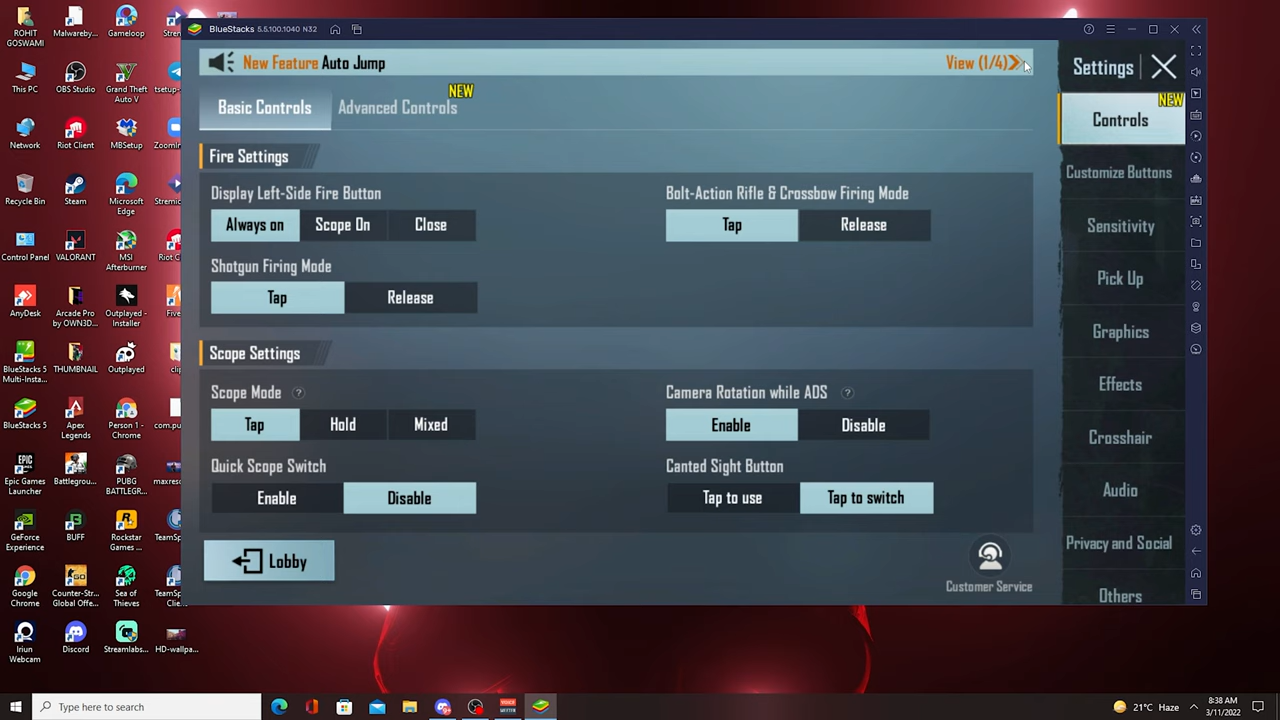 BlueStacks 5.5.100.1040 N32
New Feature Auto Jump
View (1/4)
Settings
Basic Controls
Advanced Controls
NEW
NEW
Controls
Customize Buttons
Sensitivity
Pick Up
Graphics
Effects
Crosshair
Audio
Privacy and Social
Others
Fire Settings
Display Left-Side Fire Button
Always on
Scope On
Close
Bolt-Action Rifle & Crossbow Firing Mode
Tap
Release
Shotgun Firing Mode
Tap
Release
Scope Settings
Scope Mode ?
Tap
Hold
Mixed
Camera Rotation while ADS ?
Enable
Disable
Quick Scope Switch
Enable
Disable
Canted Sight Button
Tap to use
Tap to switch
Lobby
Customer Service
ROHIT
GOSWAMI
Malwareby...
Gameloop
This PC
OBS Studio
Grand Theft
Auto V
tsetup-
Network
Riot Client
MBSetup
Recycle Bin
Steam
Microsoft
Edge
Control Panel
VALORANT
MSI
Afterburner
AnyDesk
Arcade Pro
by OWN3D...
Outplayed -
Installer
BlueStacks 5
Multi-Insta...
THUMBNAIL
Outplayed
BlueStacks 5
Apex
Legends
Person 1 -
Chrome
com.pu
Epic Games
Launcher
Battlegrou...
PUBG
BATTLEGR...
maxresc
GeForce
Experience
BUFF
Rockstar
Games ...
Google
Chrome
Counter-Str...
Global Offe...
Sea of
Thieves
Iriun
Webcam
Discord
Streamlabs...
HD-wallpa...
Type here to search
21°C Haze
8:38 AM
3/11/2022